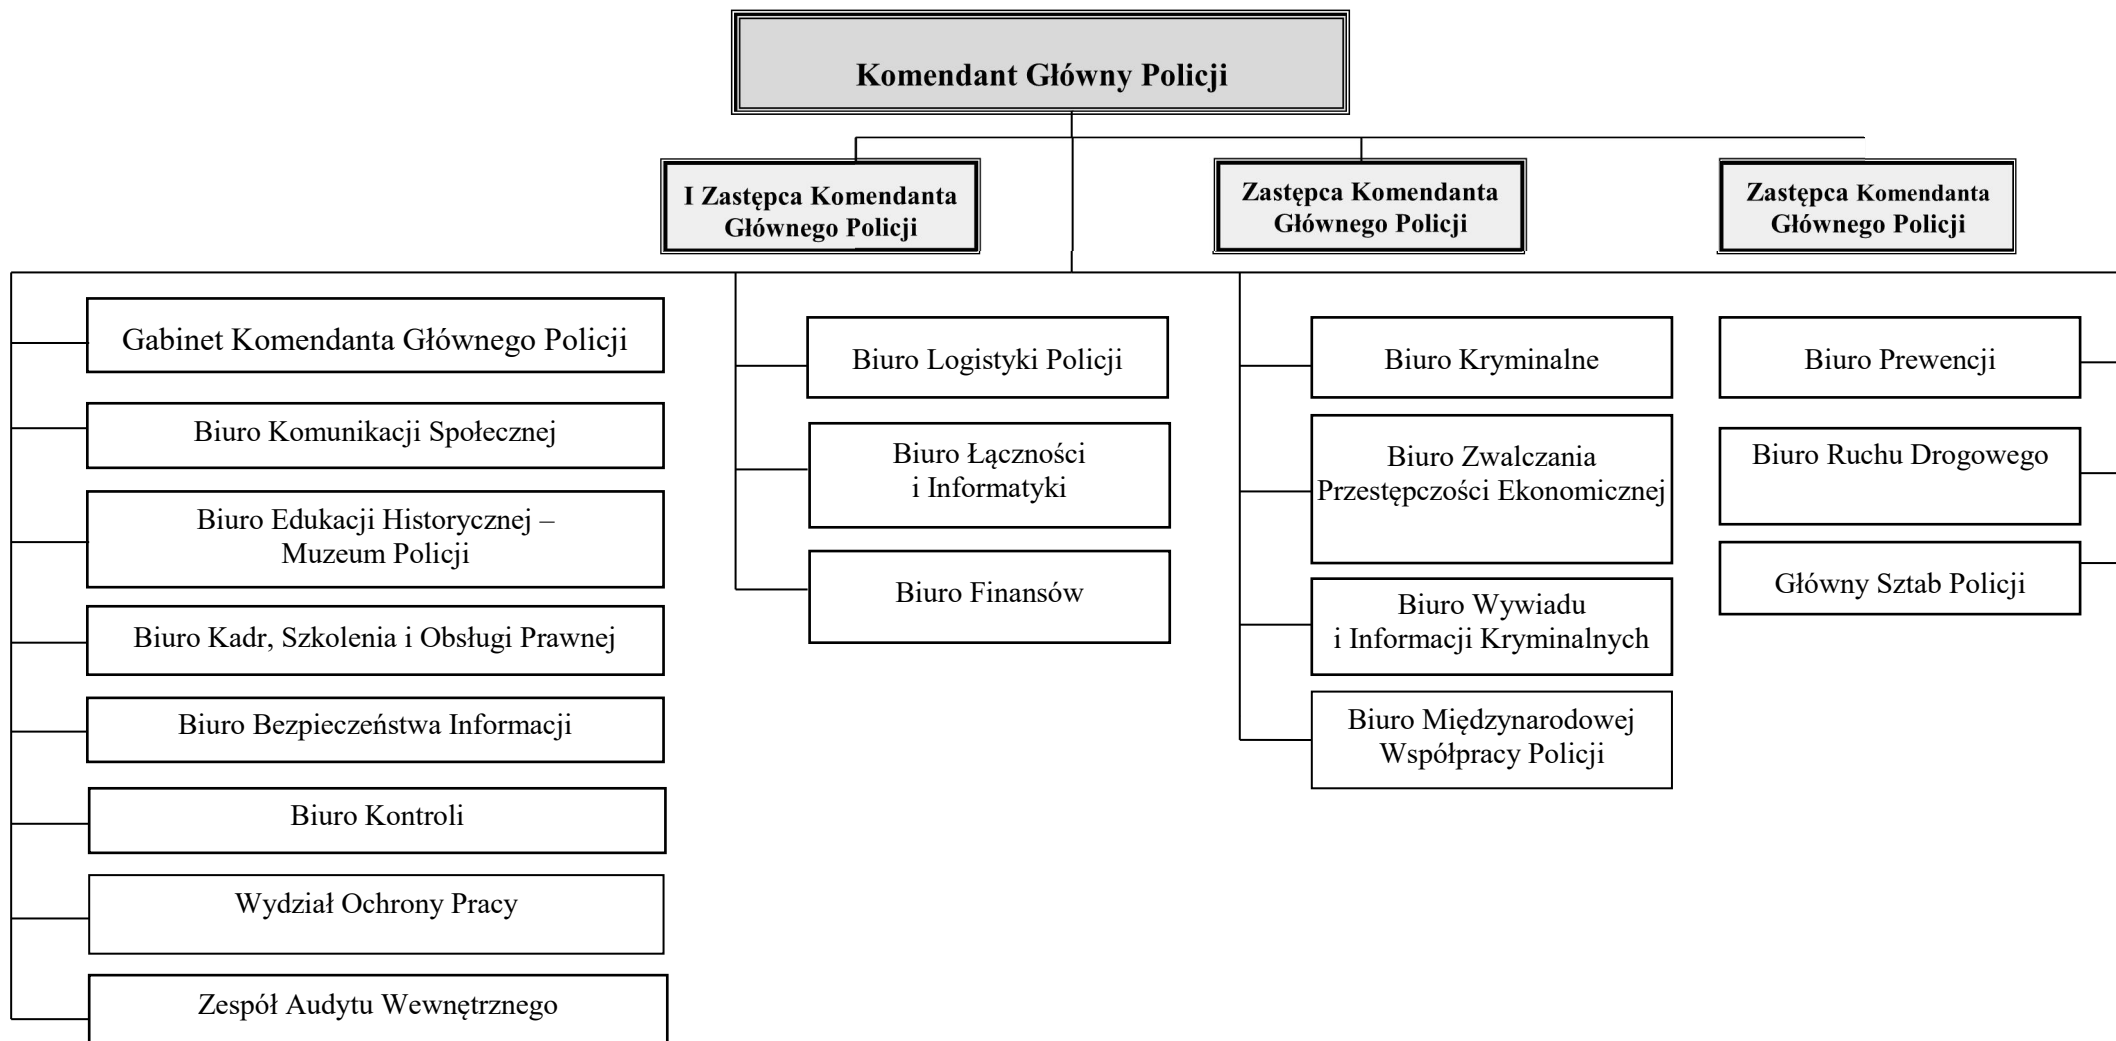 Komendant Główny Policji
I Zastępca Komendanta
Głównego Policji
Zastępca Komendanta
Głównego Policji
Zastępca Komendanta
Głównego Policji
Gabinet Komendanta Głównego Policji
Biuro Komunikacji Społecznej
Biuro Edukacji Historycznej –
Muzeum Policji
Biuro Kadr, Szkolenia i Obsługi Prawnej
Biuro Bezpieczeństwa Informacji
Biuro Kontroli
Wydział Ochrony Pracy
Zespół Audytu Wewnętrznego
Biuro Logistyki Policji
Biuro Łączności
i Informatyki
Biuro Finansów
Biuro Kryminalne
Biuro Zwalczania
Przestępczości Ekonomicznej
Biuro Wywiadu
i Informacji Kryminalnych
Biuro Międzynarodowej
Współpracy Policji
Biuro Prewencji
Biuro Ruchu Drogowego
Główny Sztab Policji